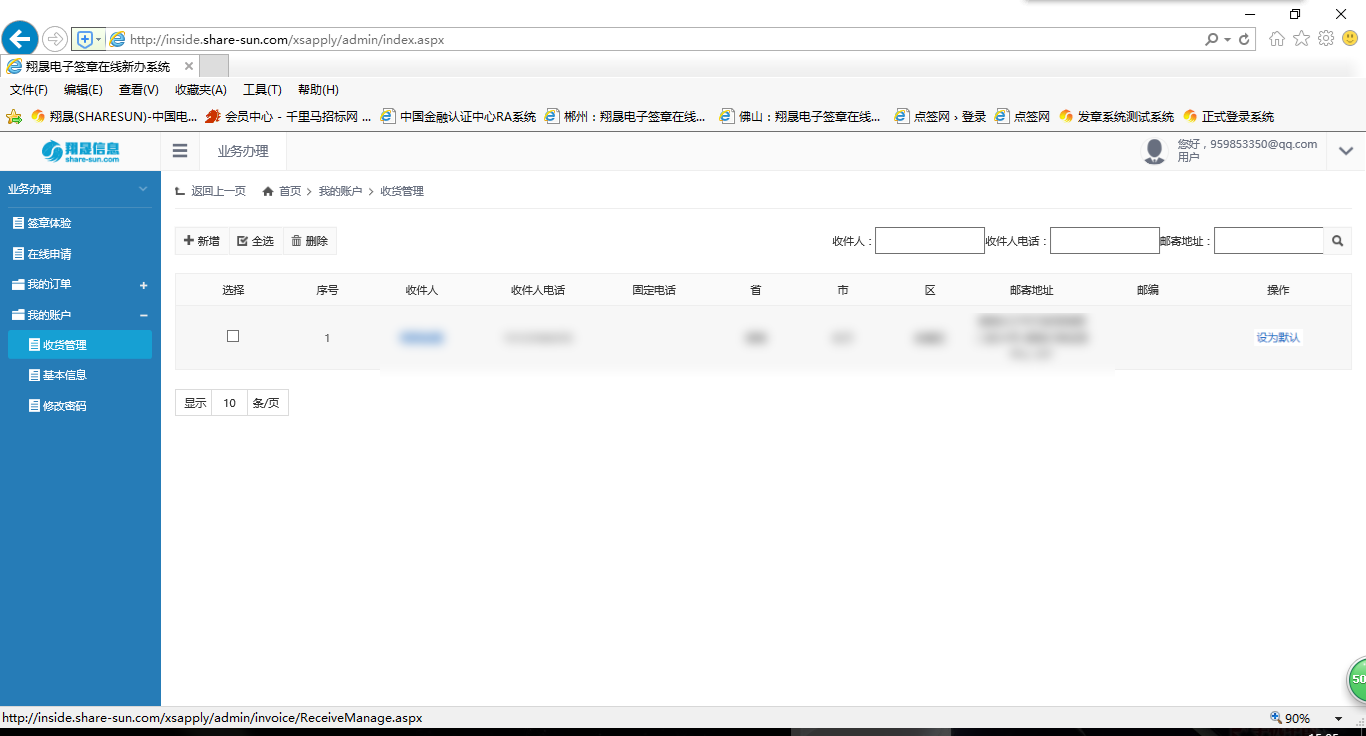 http://inside.share-sun.com/xsapply/admin/index.aspx
翔晟电子签章在线新办系统
文件(F) 编辑(E) 查看(V) 收藏夹(A) 工具(T) 帮助(H)
翔晟(SHARESUN)-中国电... 会员中心 - 千里马招标网 ... 中国金融认证中心RA系统 郴州：翔晟电子签章在线... 佛山：翔晟电子签章在线... 点签网 › 登录 点签网 发章系统测试系统 正式登录系统
翔晟信息
share-sun.com
业务办理
您好，959853350@qq.com
用户
业务办理
签章体验
在线申请
我的订单
我的账户
收货管理
基本信息
修改密码
返回上一页 首页 > 我的账户 > 收货管理
新增 全选 删除 收件人： 收件人电话： 邮寄地址：
选择 序号 收件人 收件人电话 固定电话 省 市 区 邮寄地址 邮编 操作
1 设为默认
显示 10 条/页
50
http://inside.share-sun.com/xsapply/admin/invoice/ReceiveManage.aspx
90%